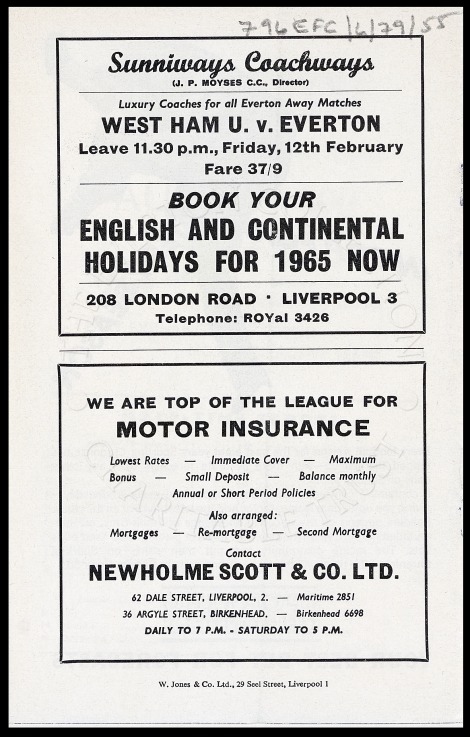 796 EFC/6/79/55
Sunniways Coachways
(J. P. MOYSES C.C., Director)
Luxury Coaches for all Everton Away Matches
WEST HAM U. v. EVERTON
Leave 11.30 p.m., Friday, 12th February
Fare 37/9
BOOK YOUR
ENGLISH AND CONTINENTAL
HOLIDAYS FOR 1965 NOW
208 LONDON ROAD · LIVERPOOL 3
Telephone: ROYal 3426
WE ARE TOP OF THE LEAGUE FOR
MOTOR INSURANCE
Lowest Rates — Immediate Cover — Maximum
Bonus — Small Deposit — Balance monthly
Annual or Short Period Policies
Also arranged:
Mortgages — Re-mortgage — Second Mortgage
Contact
NEWHOLME SCOTT & CO. LTD.
62 DALE STREET, LIVERPOOL, 2. — Maritime 2851
36 ARGYLE STREET, BIRKENHEAD. — Birkenhead 6698
DAILY TO 7 P.M. - SATURDAY TO 5 P.M.
W. Jones & Co. Ltd., 29 Seel Street, Liverpool 1